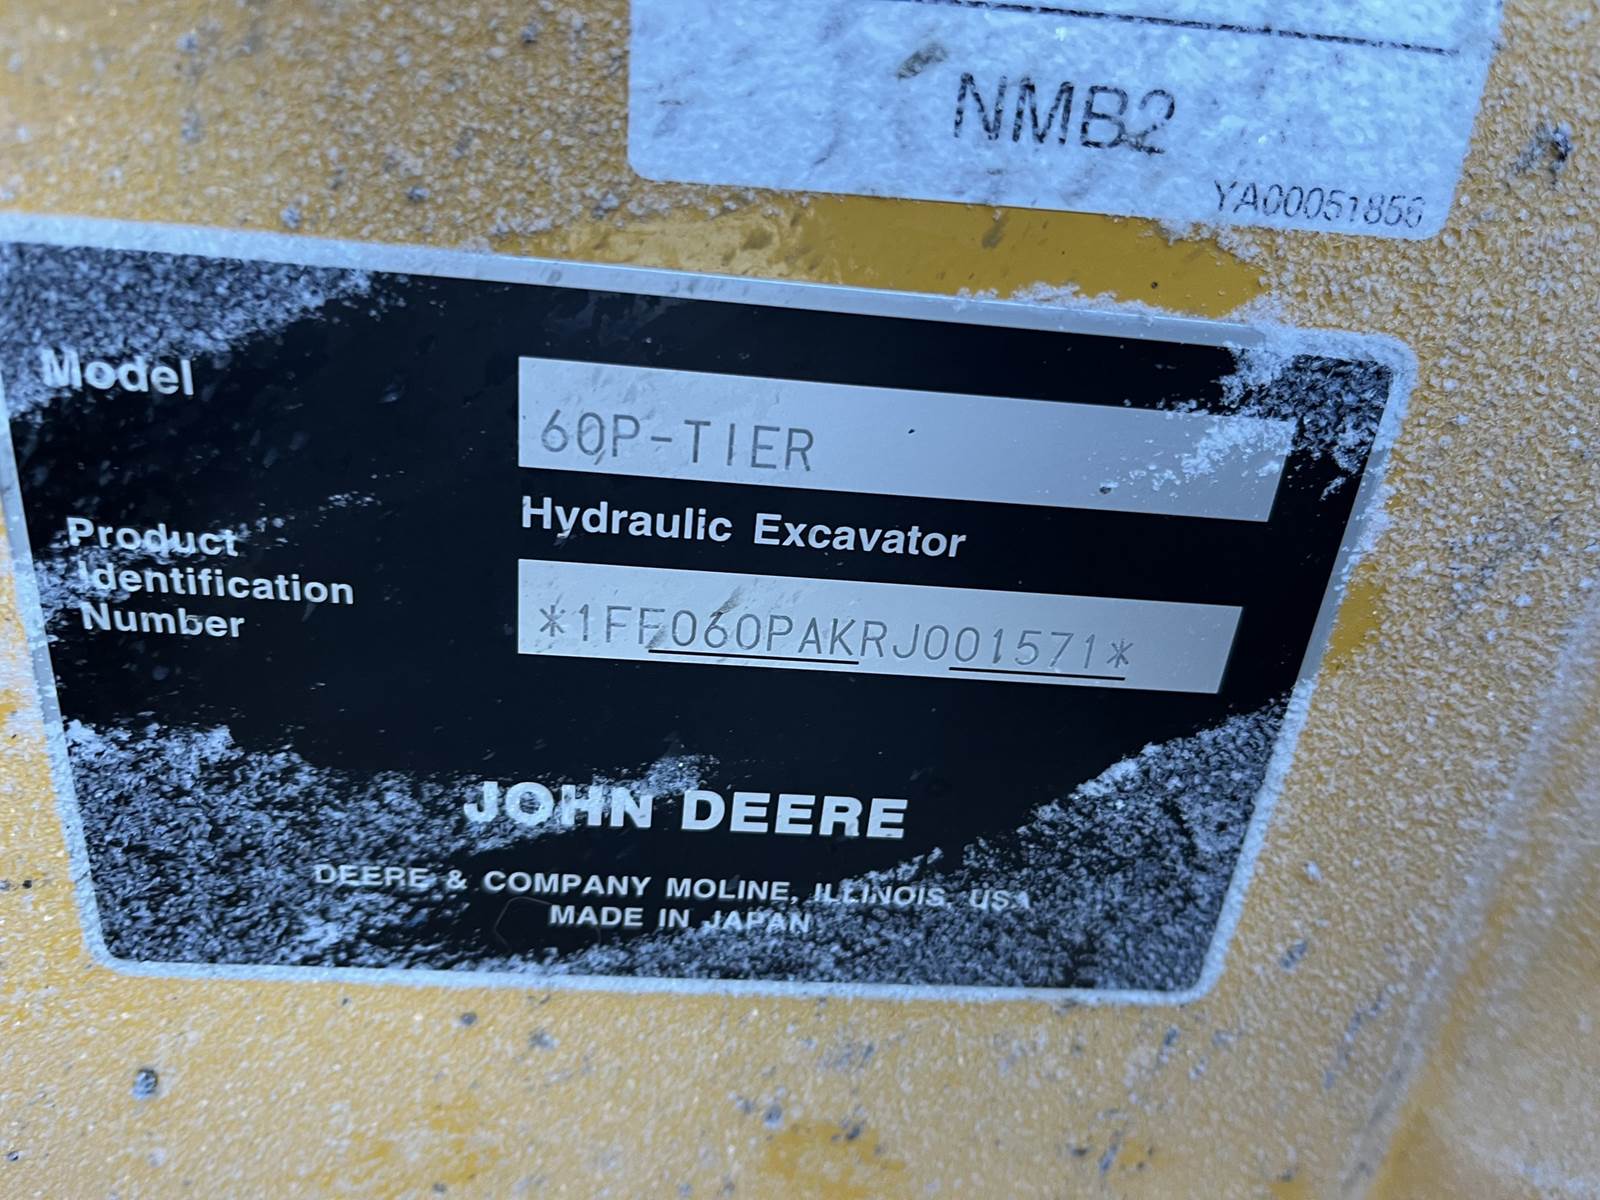 NMB2
YA00051856
Model
60P-TIER
Hydraulic Excavator
Product
Identification
Number
*1FF060PAKRJ001571*
JOHN DEERE
DEERE & COMPANY MOLINE, ILLINOIS, USA
MADE IN JAPAN